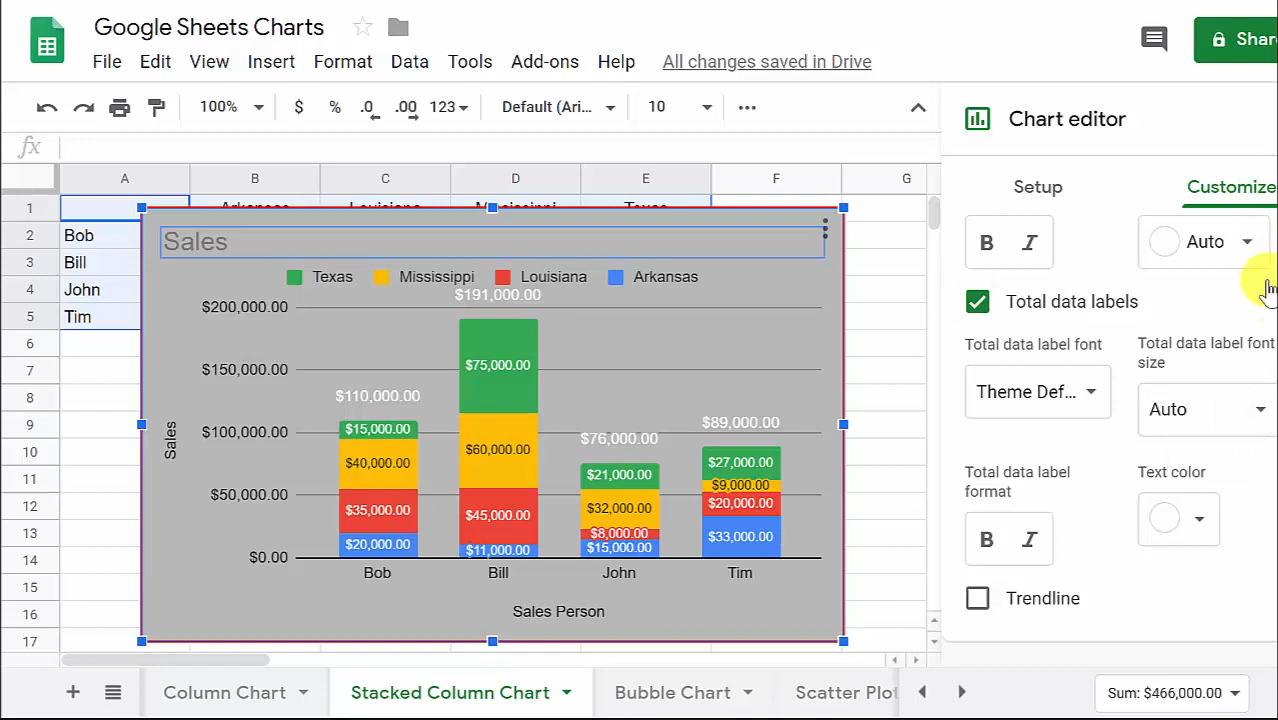 Google Sheets Charts
Shar
File Edit View Insert Format Data Tools Add-ons Help All changes saved in Drive
100% $ % .0 .00 123 Default (Ari... 10
fx
Chart editor
Setup Customize
A B C D E F G
1 Arkansas Louisiana Mississippi Texas
2 Bob
3 Bill
4 John
5 Tim
6
7
8
9
10
11
12
13
14
15
16
17
Sales
Texas Mississippi Louisiana Arkansas
$191,000.00
$200,000.00
$150,000.00
$100,000.00
$50,000.00
$0.00
Sales
$110,000.00
$15,000.00
$40,000.00
$35,000.00
$20,000.00
$75,000.00
$60,000.00
$45,000.00
$11,000.00
$76,000.00
$21,000.00
$32,000.00
$8,000.00
$15,000.00
$89,000.00
$27,000.00
$9,000.00
$20,000.00
$33,000.00
Bob Bill John Tim
Sales Person
B I Auto
Total data labels
Total data label font
Theme Def...
Total data label font
size
Auto
Total data label
format
B I
Text color
Trendline
+ Column Chart Stacked Column Chart Bubble Chart Scatter Plo
Sum: $466,000.00